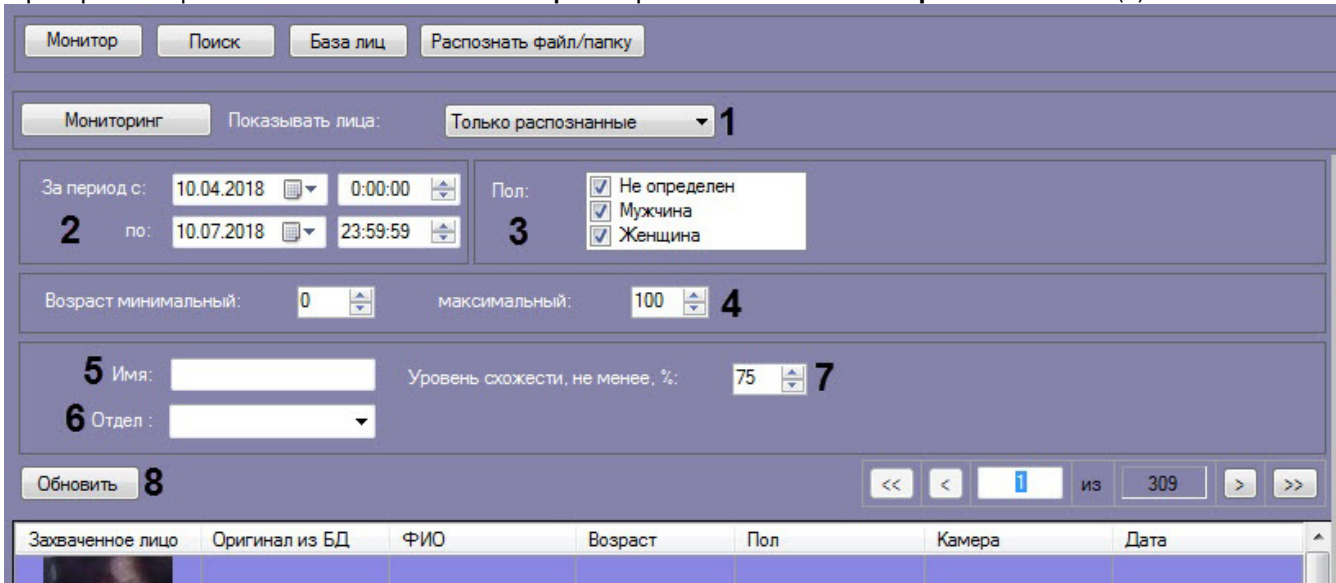 Монитор Поиск База лиц Распознать файл/папку
Мониторинг Показывать лица: Только распознанные 1
За период с: 10.04.2018 0:00:00 Пол: Не определен
2 по: 10.07.2018 23:59:59 3 Мужчина
Женщина
Возраст минимальный: 0 максимальный: 100 4
5 Имя: Уровень схожести, не менее, %: 75 7
6 Отдел :
Обновить 8 << < 1 из 309 > >>
Захваченное лицо Оригинал из БД ФИО Возраст Пол Камера Дата